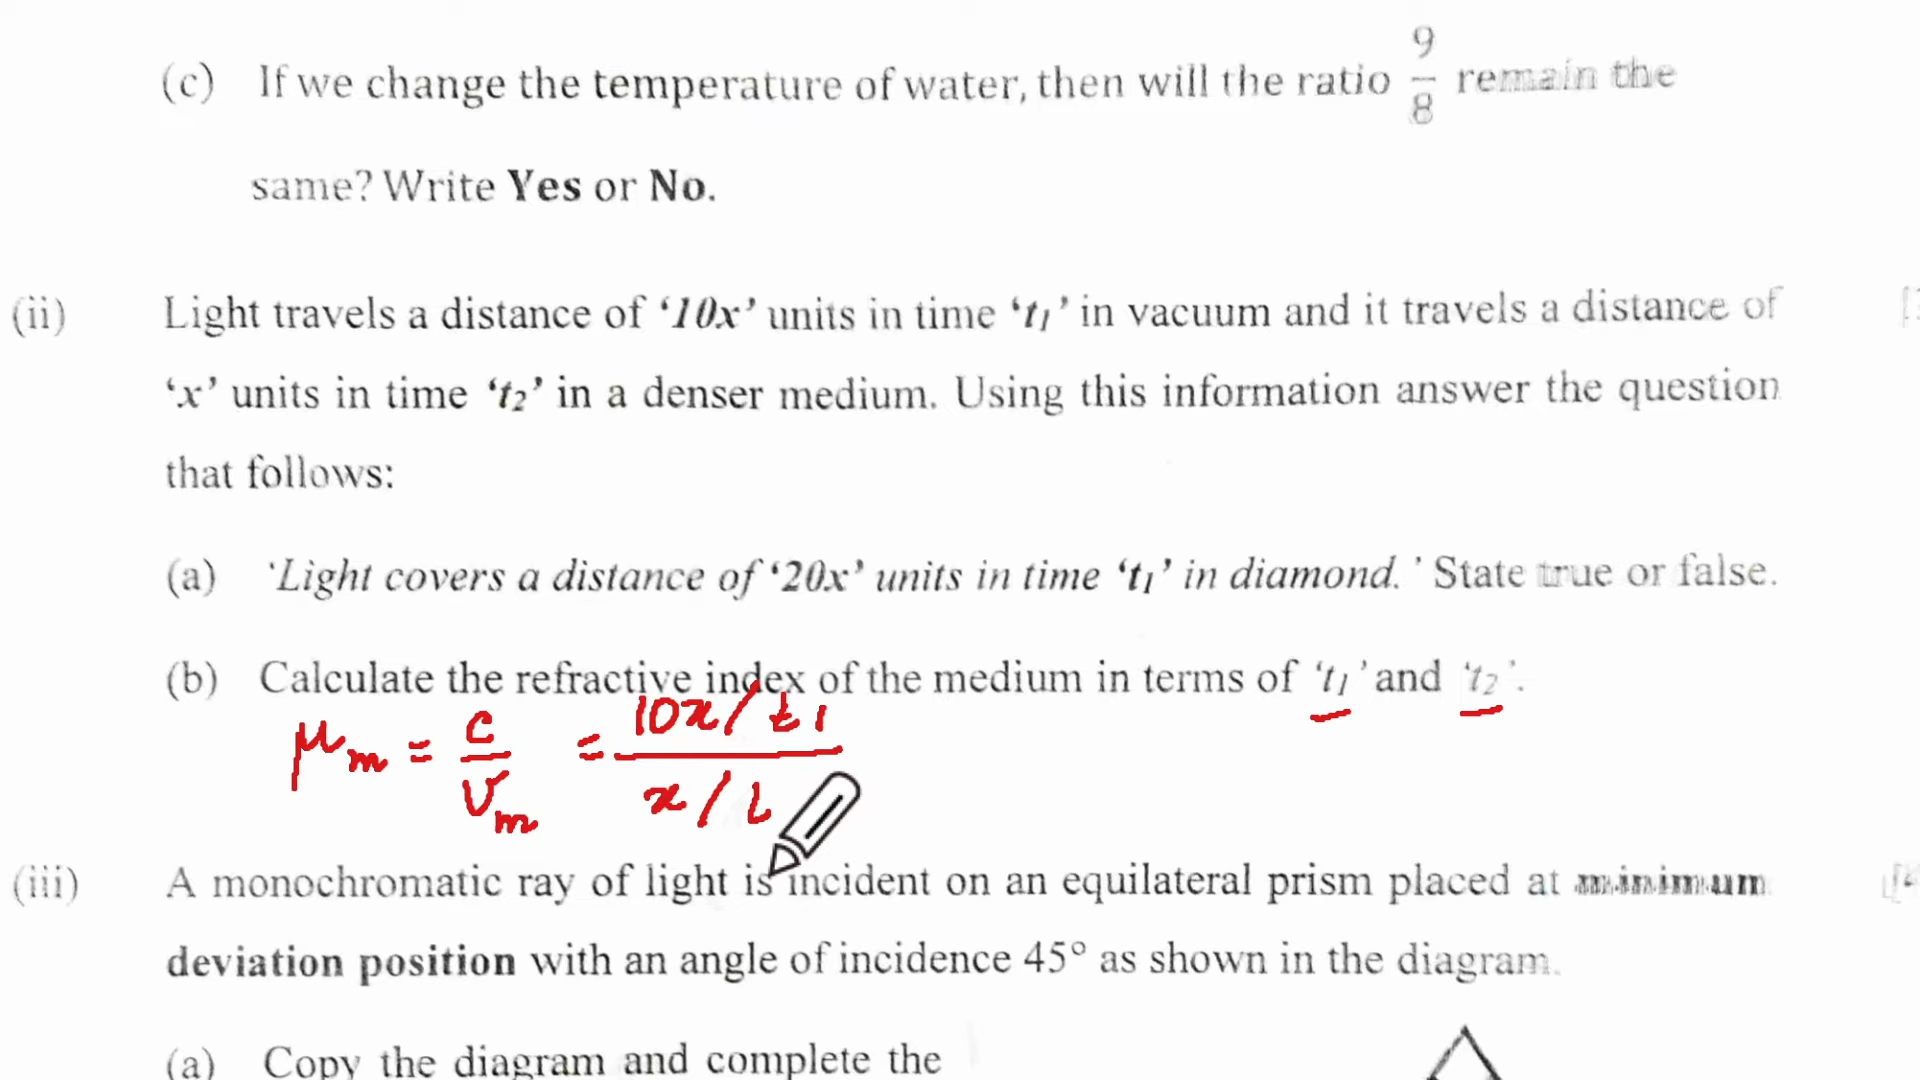 (c) If we change the temperature of water, then will the ratio 9/8 remain the
same? Write Yes or No.
(ii) Light travels a distance of ‘10x’ units in time ‘t₁’ in vacuum and it travels a distance of
‘x’ units in time ‘t₂’ in a denser medium. Using this information answer the question
that follows:
(a) ‘Light covers a distance of ‘20x’ units in time ‘t₁’ in diamond.’ State true or false.
(b) Calculate the refractive index of the medium in terms of ‘t₁’ and ‘t₂’.
μm = c/vm = 10x/t1
x/t
(iii) A monochromatic ray of light is incident on an equilateral prism placed at minimum
deviation position with an angle of incidence 45° as shown in the diagram.
(a) Copy the diagram and complete the